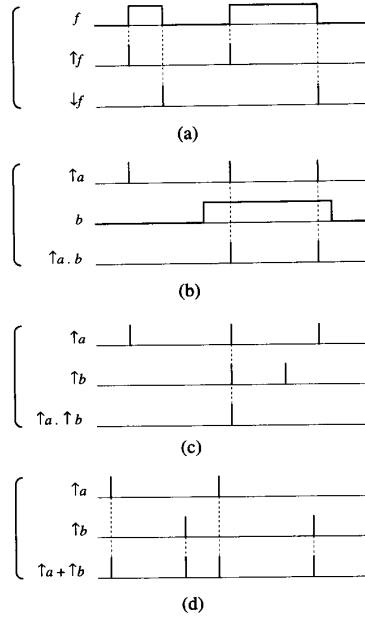 f
↑f
↓f
(a)
↑a
b
↑a . b
(b)
↑a
↑b
↑a . ↑ b
(c)
↑a
↑b
↑a + ↑b
(d)